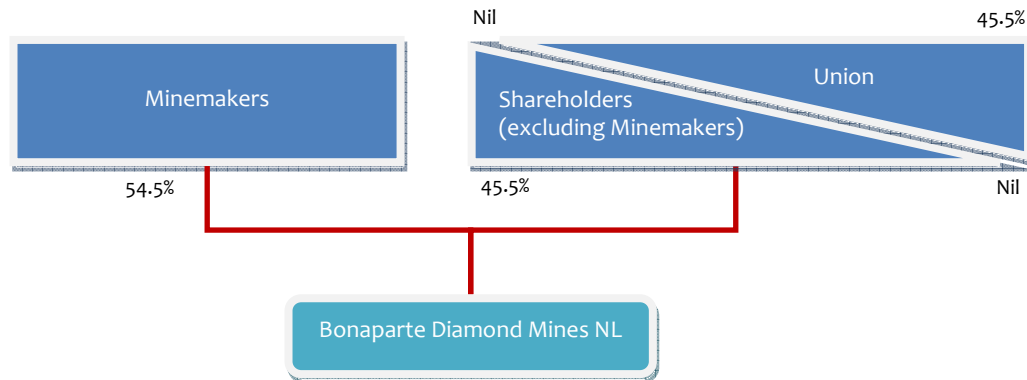 Nil
45.5%
Minemakers
Union
Shareholders
(excluding Minemakers)
54.5%
45.5%
Nil
Bonaparte Diamond Mines NL